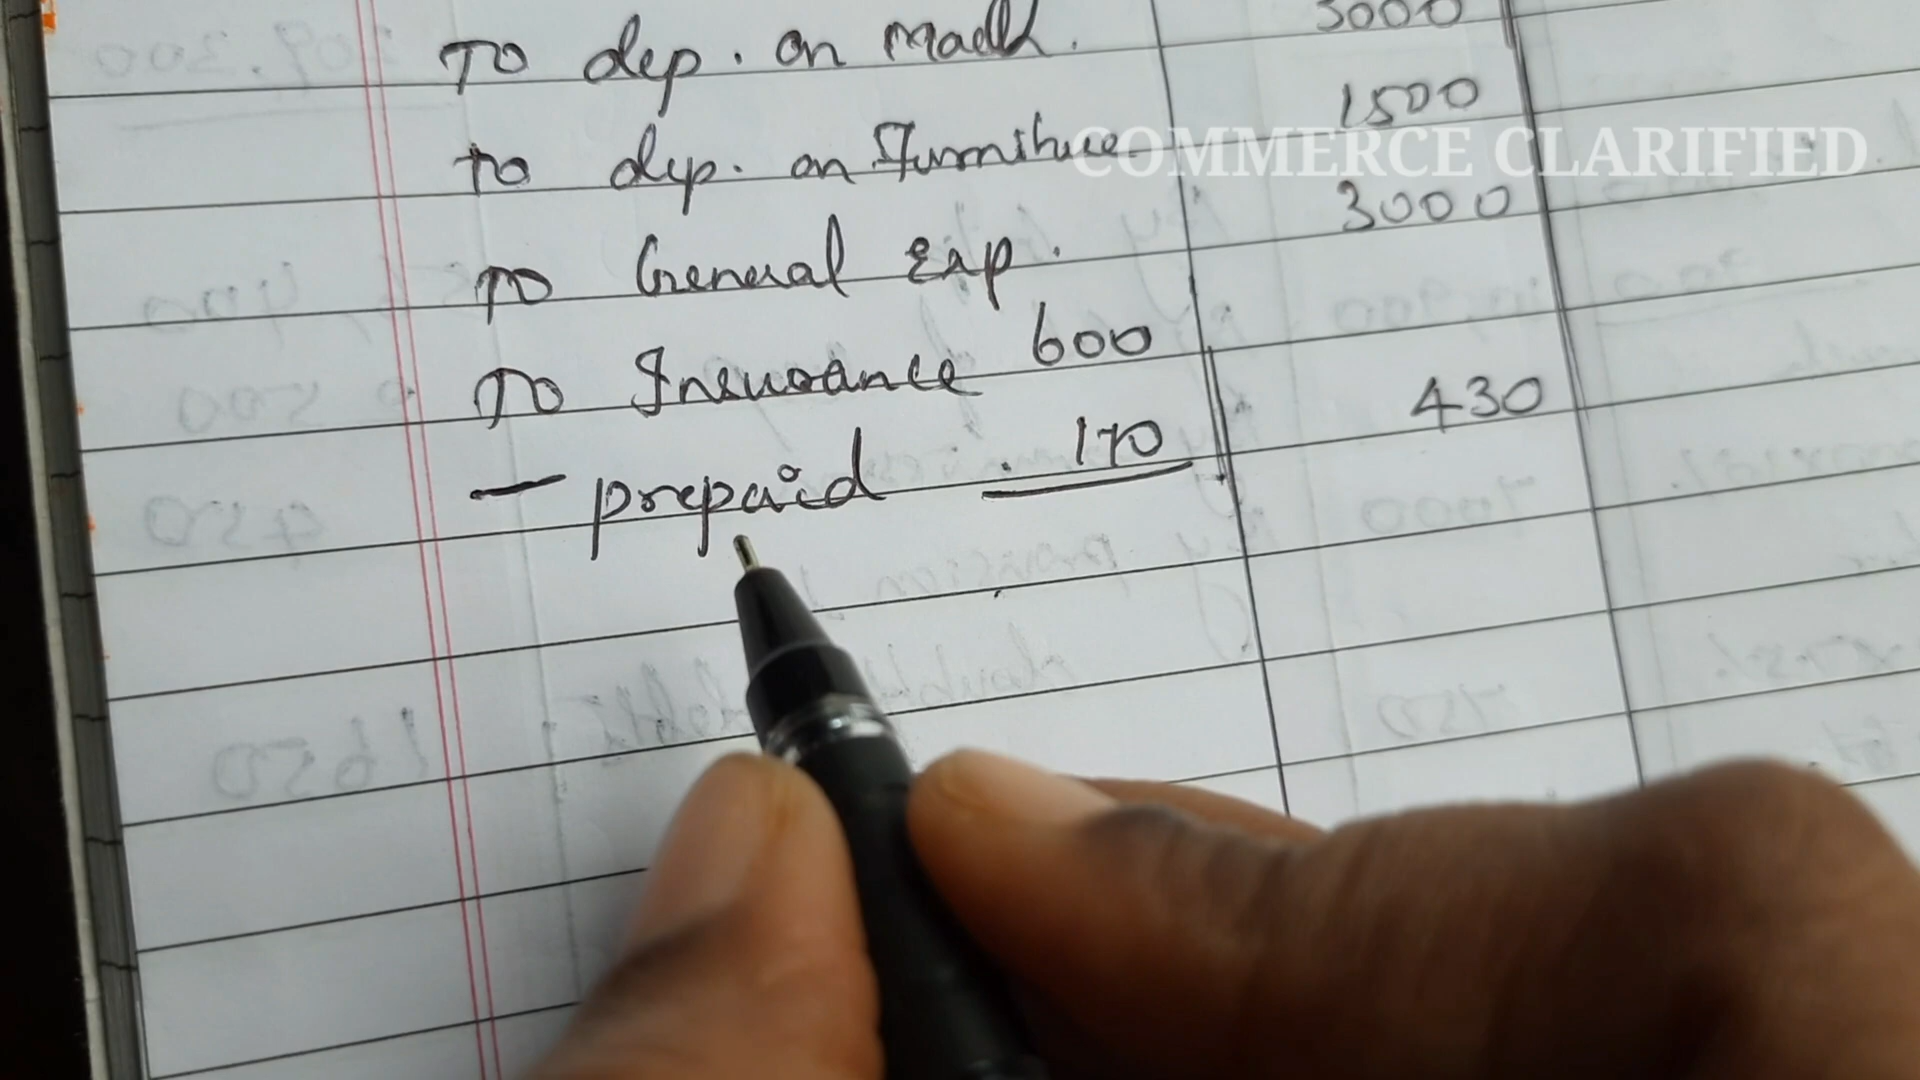 To dep. on Mach. 3000
To dep. on Furniture 1500
COMMERCE CLARIFIED
To General Exp. 3000
To Insurance 600
- prepaid 170 430